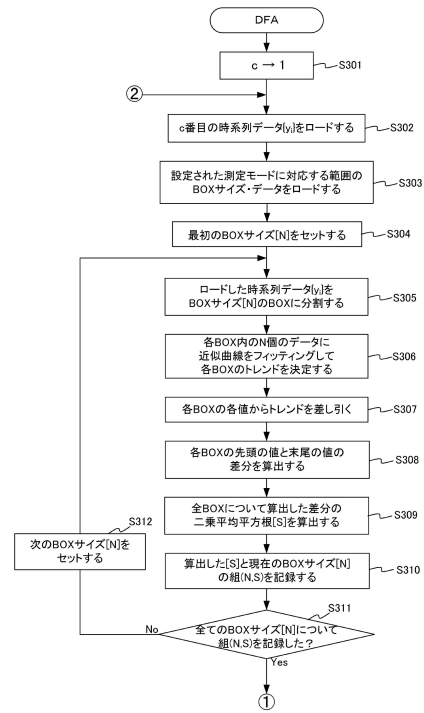 DFA
c → 1
S301
②
c番目の時系列データ{yᵢ}をロードする
S302
設定された測定モードに対応する範囲の
BOXサイズ・データをロードする
S303
最初のBOXサイズ[N]をセットする
S304
ロードした時系列データ{yᵢ}を
BOXサイズ[N]のBOXに分割する
S305
各BOX内のN個のデータに
近似曲線をフィッティングして
各BOXのトレンドを決定する
S306
各BOXの各値からトレンドを差し引く
S307
各BOXの先頭の値と末尾の値の
差分を算出する
S308
全BOXについて算出した差分の
二乗平均平方根[S]を算出する
S309
S312
次のBOXサイズ[N]を
セットする
算出した[S]と現在のBOXサイズ[N]
の組(N,S)を記録する
S310
S311
全てのBOXサイズ[N]について
組(N,S)を記録した？
No
Yes
①